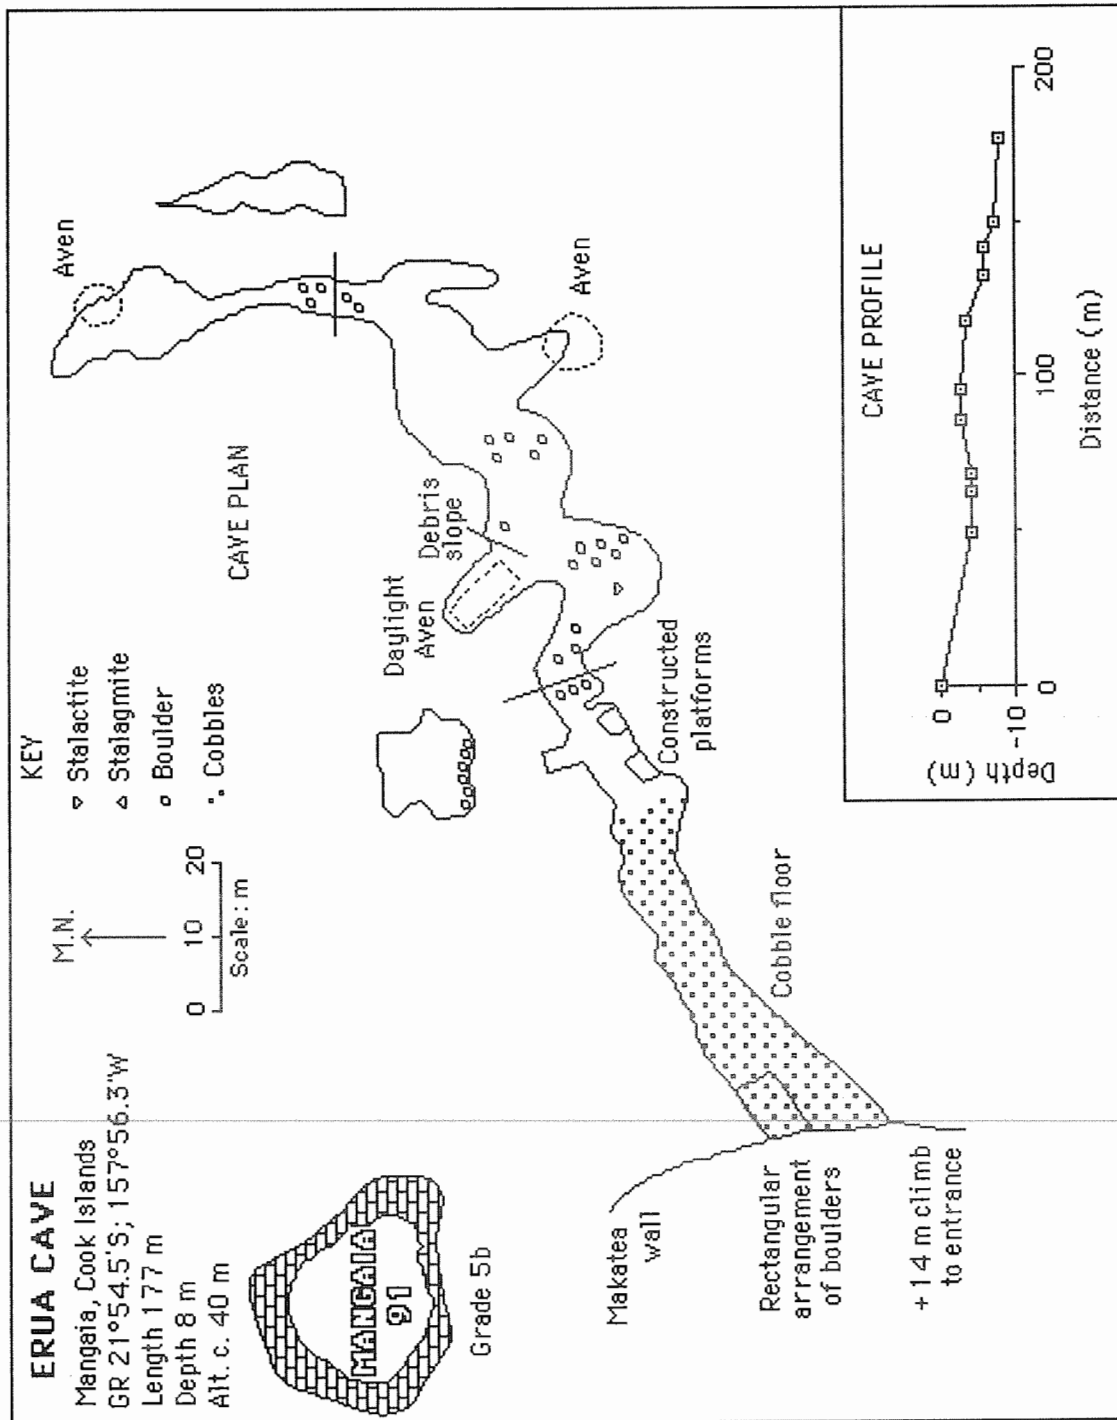 ERUA CAVE
Mangaia, Cook Islands
GR 21°54.5'S; 157°56.3'W
Length 177 m
Depth 8 m
Alt. c. 40 m
MANGAIA
91
Grade 5b
M.N.
0 10 20
Scale: m
KEY
Stalactite
Stalagmite
Boulder
Cobbles
CAVE PLAN
Aven
Daylight
Aven
Debris
slope
Aven
Constructed
platforms
Cobble floor
Makatea
wall
Rectangular
arrangement
of boulders
+14 m climb
to entrance
CAVE PROFILE
Depth (m)
0
-10
0 100 200
Distance (m)